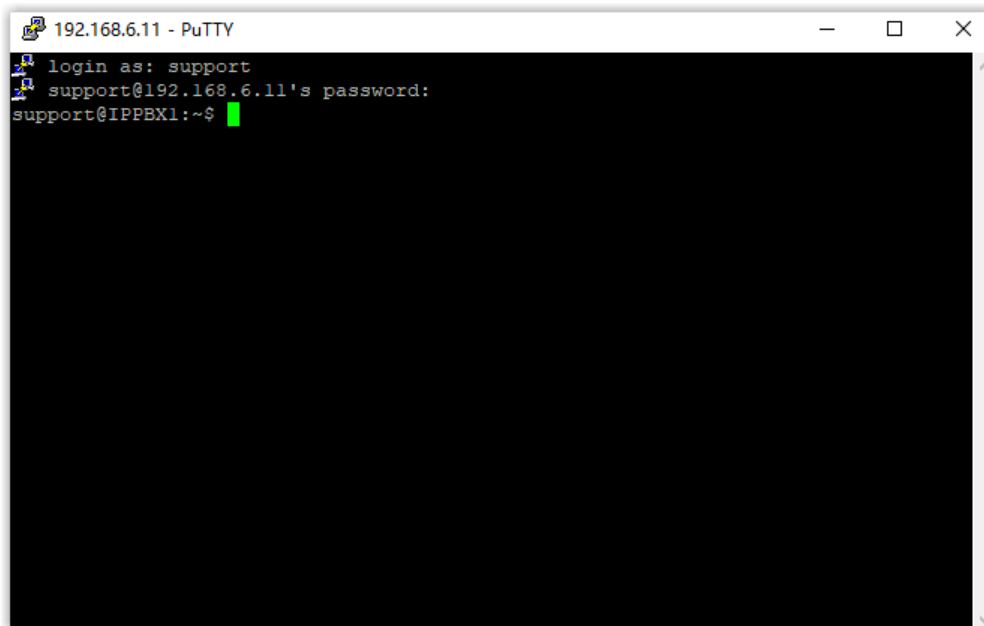 192.168.6.11 - PuTTY
login as: support
support@192.168.6.11's password:
support@IPPBX1:~$